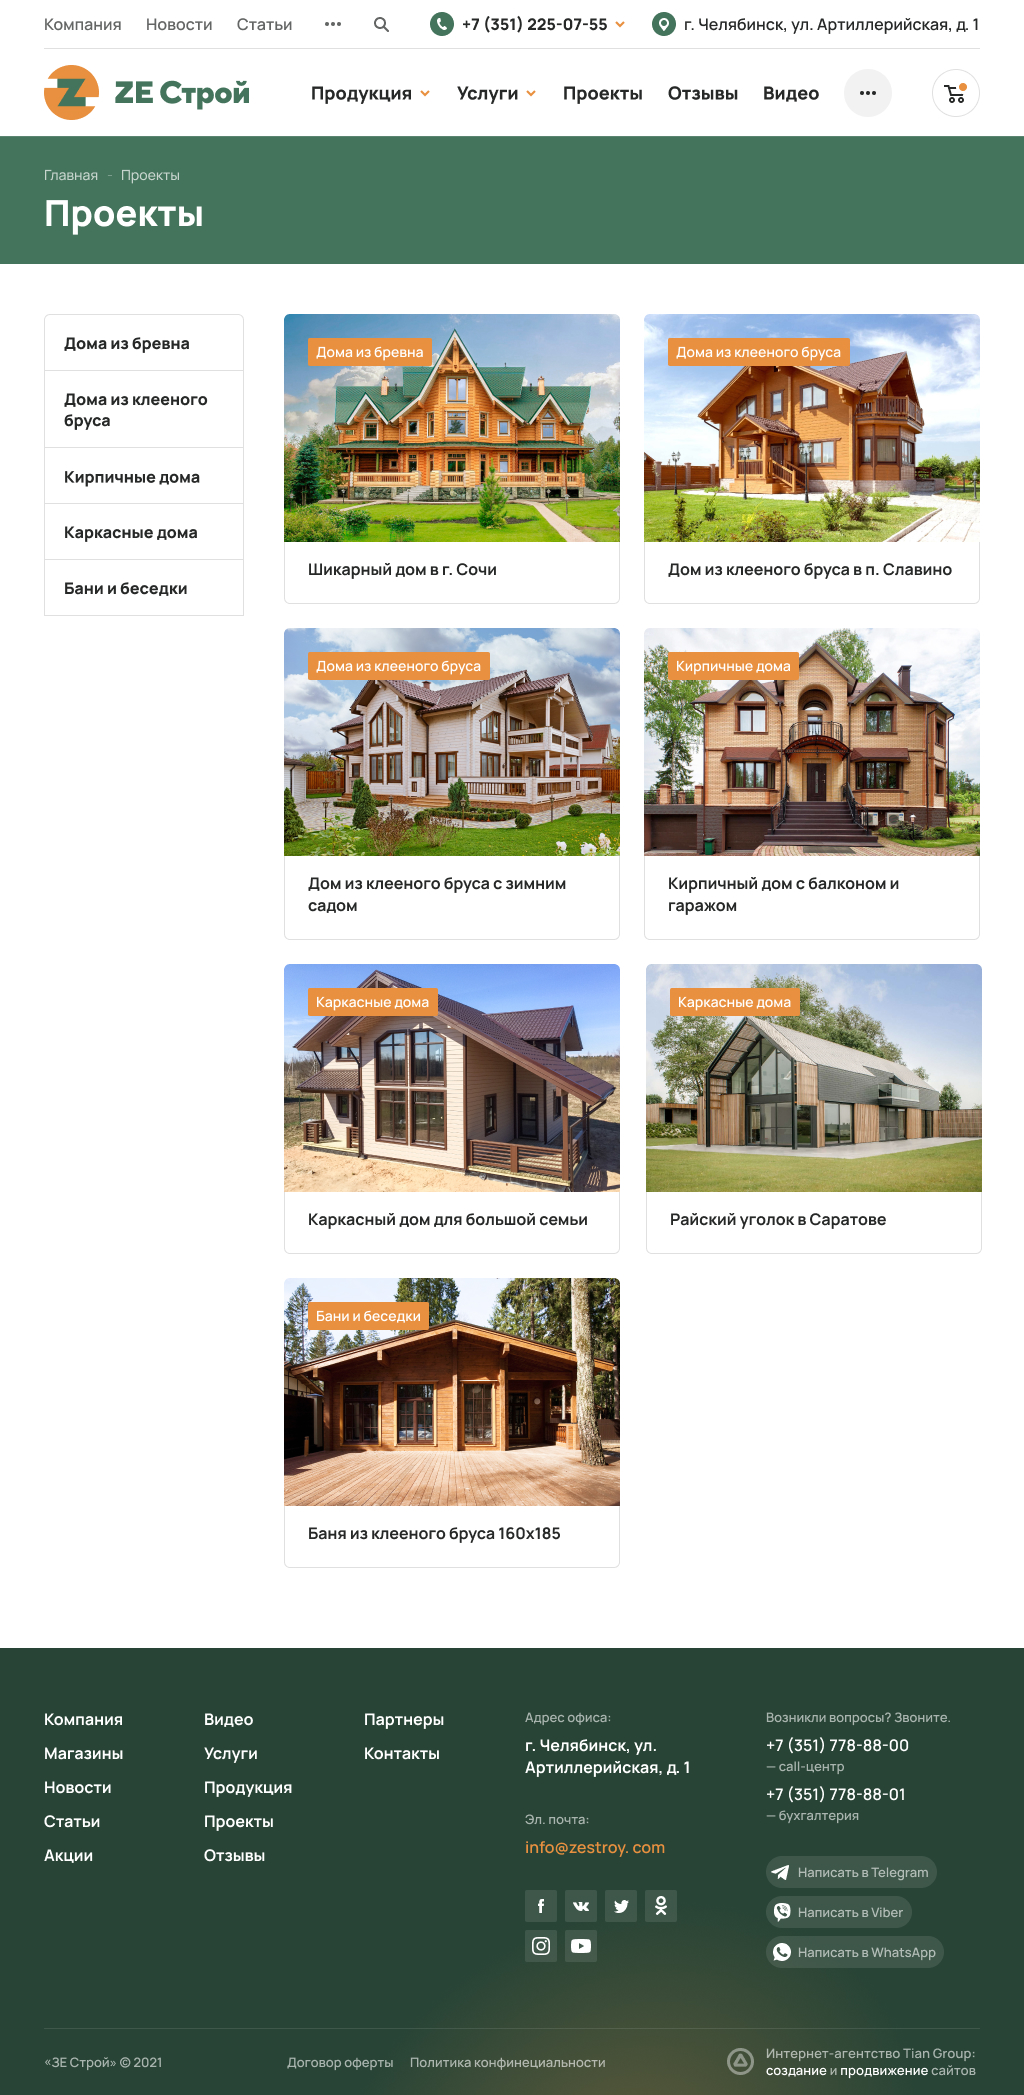 Компания Новости Статьи +7 (351) 225-07-55 г. Челябинск, ул. Артиллерийская, д. 1
ZE Строй Продукция Услуги Проекты Отзывы Видео
Главная - Проекты
Проекты
Дома из бревна
Дома из клееного
бруса
Кирпичные дома
Каркасные дома
Бани и беседки
Дома из бревна
Шикарный дом в г. Сочи
Дома из клееного бруса
Дом из клееного бруса в п. Славино
Дома из клееного бруса
Дом из клееного бруса с зимним
садом
Кирпичные дома
Кирпичный дом с балконом и
гаражом
Каркасные дома
Каркасный дом для большой семьи
Каркасные дома
Райский уголок в Саратове
Бани и беседки
Баня из клееного бруса 160х185
Компания
Магазины
Новости
Статьи
Акции
Видео
Услуги
Продукция
Проекты
Отзывы
Партнеры
Контакты
Адрес офиса:
г. Челябинск, ул.
Артиллерийская, д. 1
Эл. почта:
info@zestroy. com
Возникли вопросы? Звоните.
+7 (351) 778-88-00
— call-центр
+7 (351) 778-88-01
— бухгалтерия
Написать в Telegram
Написать в Viber
Написать в WhatsApp
«ЗЕ Строй» © 2021
Договор оферты Политика конфинециальности
Интернет-агентство Tian Group:
создание и продвижение сайтов